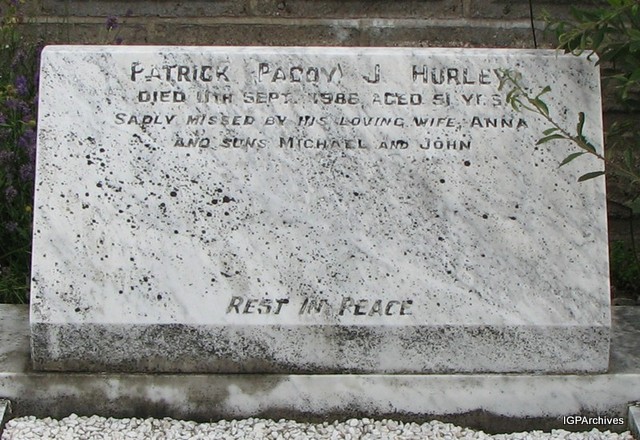 PATRICK (PADDY) J. HURLEY
DIED 11TH SEPT. 1986, AGED 51 YRS.
SADLY MISSED BY HIS LOVING WIFE, ANNA
AND SONS MICHAEL AND JOHN
REST IN PEACE
IGPArchives